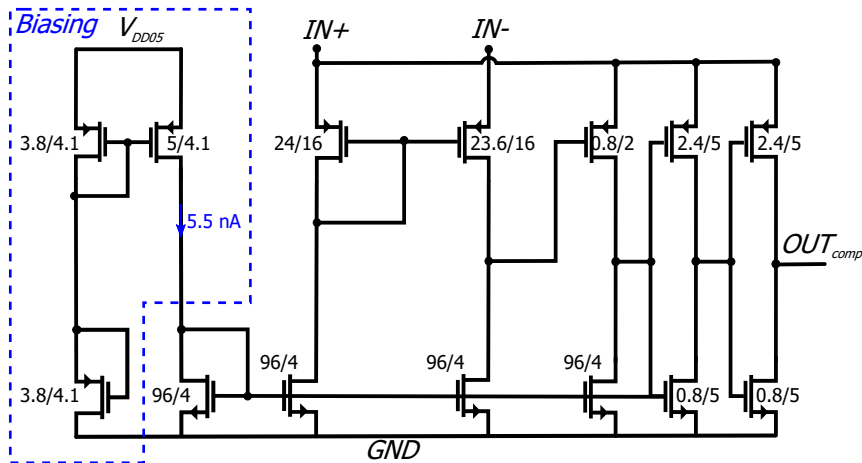 Biasing V_DD05 IN+ IN-
3.8/4.1 5/4.1 24/16 23.6/16 0.8/2 2.4/5 2.4/5
5.5 nA
OUT_comp
96/4 96/4 96/4
3.8/4.1 96/4 0.8/5 0.8/5
GND